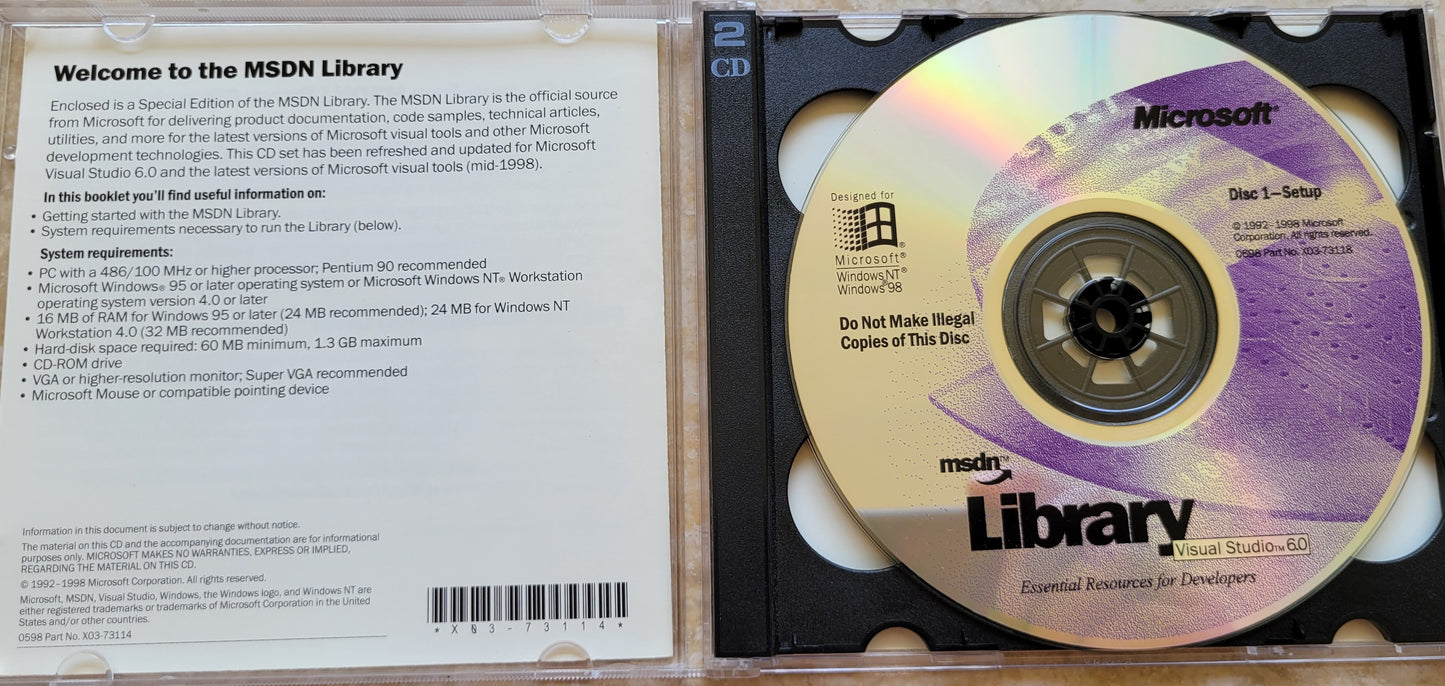 Welcome to the MSDN Library
Enclosed is a Special Edition of the MSDN Library. The MSDN Library is the official source
from Microsoft for delivering product documentation, code samples, technical articles,
utilities, and more for the latest versions of Microsoft visual tools and other Microsoft
development technologies. This CD set has been refreshed and updated for Microsoft
Visual Studio 6.0 and the latest versions of Microsoft visual tools (mid-1998).
In this booklet you'll find useful information on:
• Getting started with the MSDN Library.
• System requirements necessary to run the Library (below).
System requirements:
• PC with a 486/100 MHz or higher processor; Pentium 90 recommended
• Microsoft Windows® 95 or later operating system or Microsoft Windows NT® Workstation
operating system version 4.0 or later
• 16 MB of RAM for Windows 95 or later (24 MB recommended); 24 MB for Windows NT
Workstation 4.0 (32 MB recommended)
• Hard-disk space required: 60 MB minimum, 1.3 GB maximum
• CD-ROM drive
• VGA or higher-resolution monitor; Super VGA recommended
• Microsoft Mouse or compatible pointing device
Information in this document is subject to change without notice.
The material on this CD and the accompanying documentation are for informational
purposes only. MICROSOFT MAKES NO WARRANTIES, EXPRESS OR IMPLIED,
REGARDING THE MATERIAL ON THIS CD.
© 1992–1998 Microsoft Corporation. All rights reserved.
Microsoft, MSDN, Visual Studio, Windows, the Windows logo, and Windows NT are
either registered trademarks or trademarks of Microsoft Corporation in the United
States and/or other countries.
0598 Part No. X03-73114
*X03-73114*
2
CD
Microsoft®
Disc 1—Setup
© 1992–1998 Microsoft
Corporation. All rights reserved.
0598 Part No. X03-73118
Designed for
Microsoft®
Windows NT®
Windows® 98
Do Not Make Illegal
Copies of This Disc
msdn™
Library
Visual Studio™ 6.0
Essential Resources for Developers